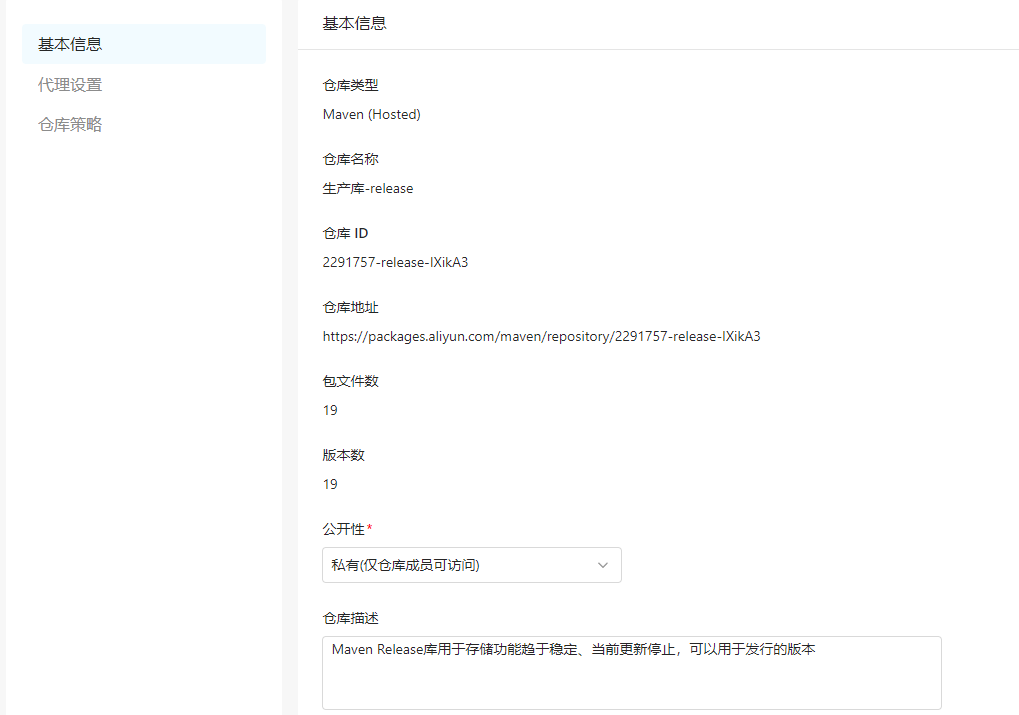 基本信息
代理设置
仓库策略
基本信息
仓库类型
Maven (Hosted)
仓库名称
生产库-release
仓库 ID
2291757-release-lXikA3
仓库地址
https://packages.aliyun.com/maven/repository/2291757-release-lXikA3
包文件数
19
版本数
19
公开性*
私有(仅仓库成员可访问)
仓库描述
Maven Release库用于存储功能趋于稳定、当前更新停止，可以用于发行的版本